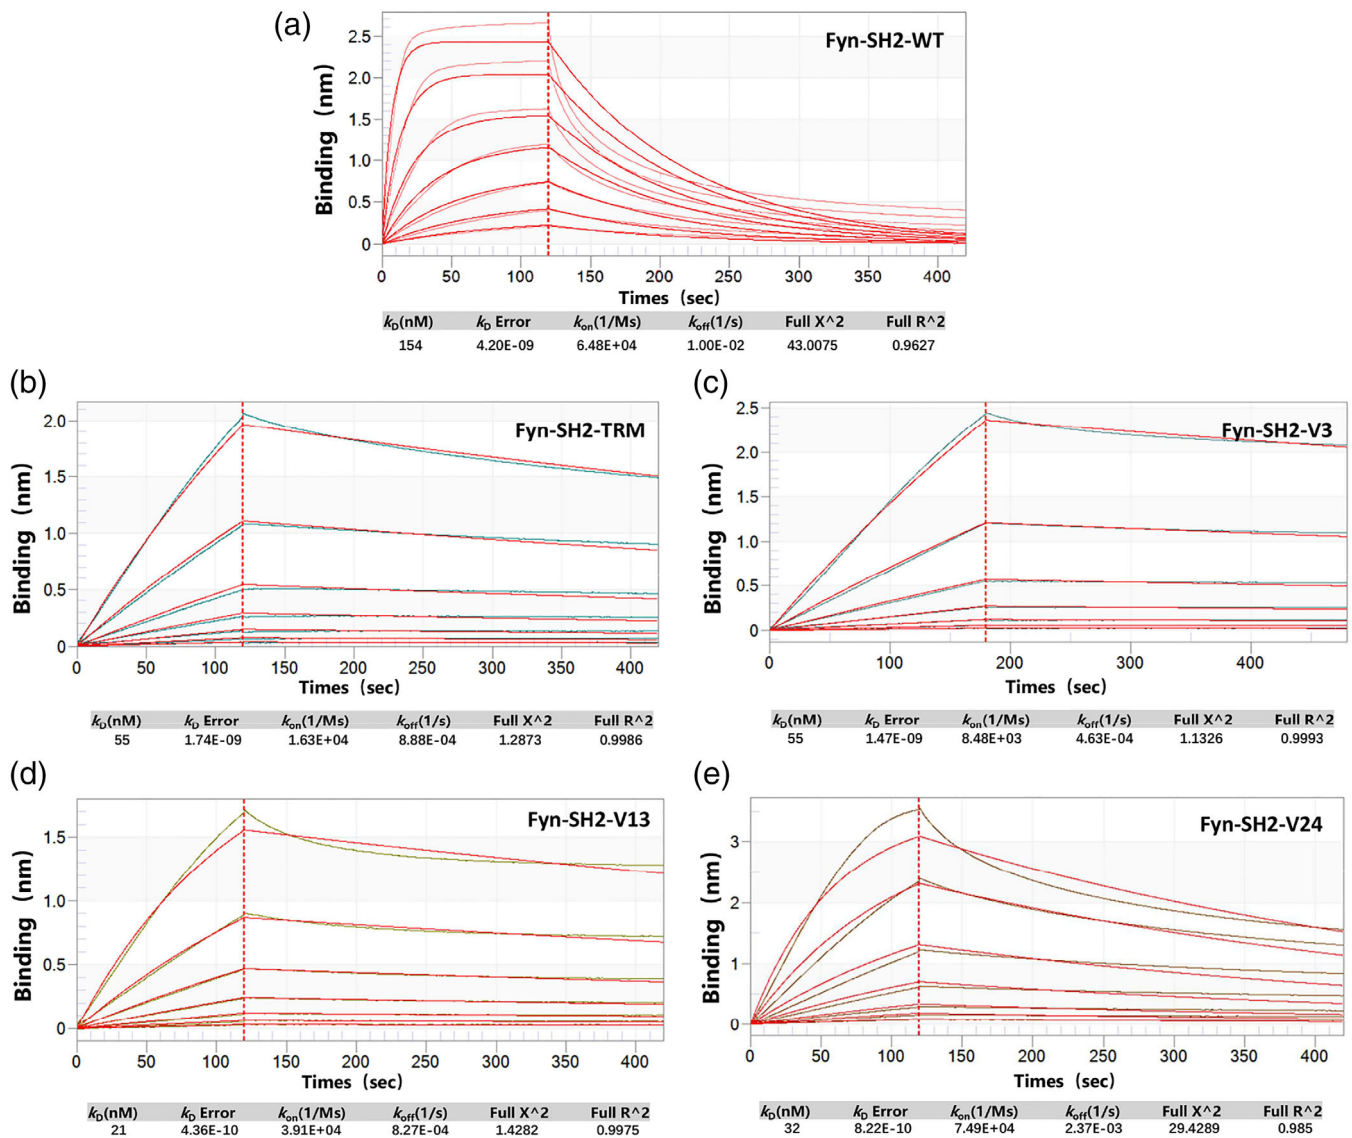 (a)
Fyn-SH2-WT
Binding (nm)
2.5
2.0
1.5
1.0
0.5
0
0 50 100 150 200 250 300 350 400
Times (sec)
kD(nM) kD Error kon(1/Ms) koff(1/s) Full X^2 Full R^2
154 4.20E-09 6.48E+04 1.00E-02 43.0075 0.9627
(b)
Fyn-SH2-TRM
Binding (nm)
2.0
1.5
1.0
0.5
0
0 50 100 150 200 250 300 350 400
Times (sec)
kD(nM) kD Error kon(1/Ms) koff(1/s) Full X^2 Full R^2
55 1.74E-09 1.63E+04 8.88E-04 1.2873 0.9986
(c)
Fyn-SH2-V3
Binding (nm)
2.5
2.0
1.5
1.0
0.5
0
0 100 200 300 400
Times (sec)
kD(nM) kD Error kon(1/Ms) koff(1/s) Full X^2 Full R^2
55 1.47E-09 8.48E+03 4.63E-04 1.1326 0.9993
(d)
Fyn-SH2-V13
Binding (nm)
1.5
1.0
0.5
0
0 50 100 150 200 250 300 350 400
Times (sec)
kD(nM) kD Error kon(1/Ms) koff(1/s) Full X^2 Full R^2
21 4.36E-10 3.91E+04 8.27E-04 1.4282 0.9975
(e)
Fyn-SH2-V24
Binding (nm)
3
2
1
0
0 50 100 150 200 250 300 350 400
Times (sec)
kD(nM) kD Error kon(1/Ms) koff(1/s) Full X^2 Full R^2
32 8.22E-10 7.49E+04 2.37E-03 29.4289 0.985